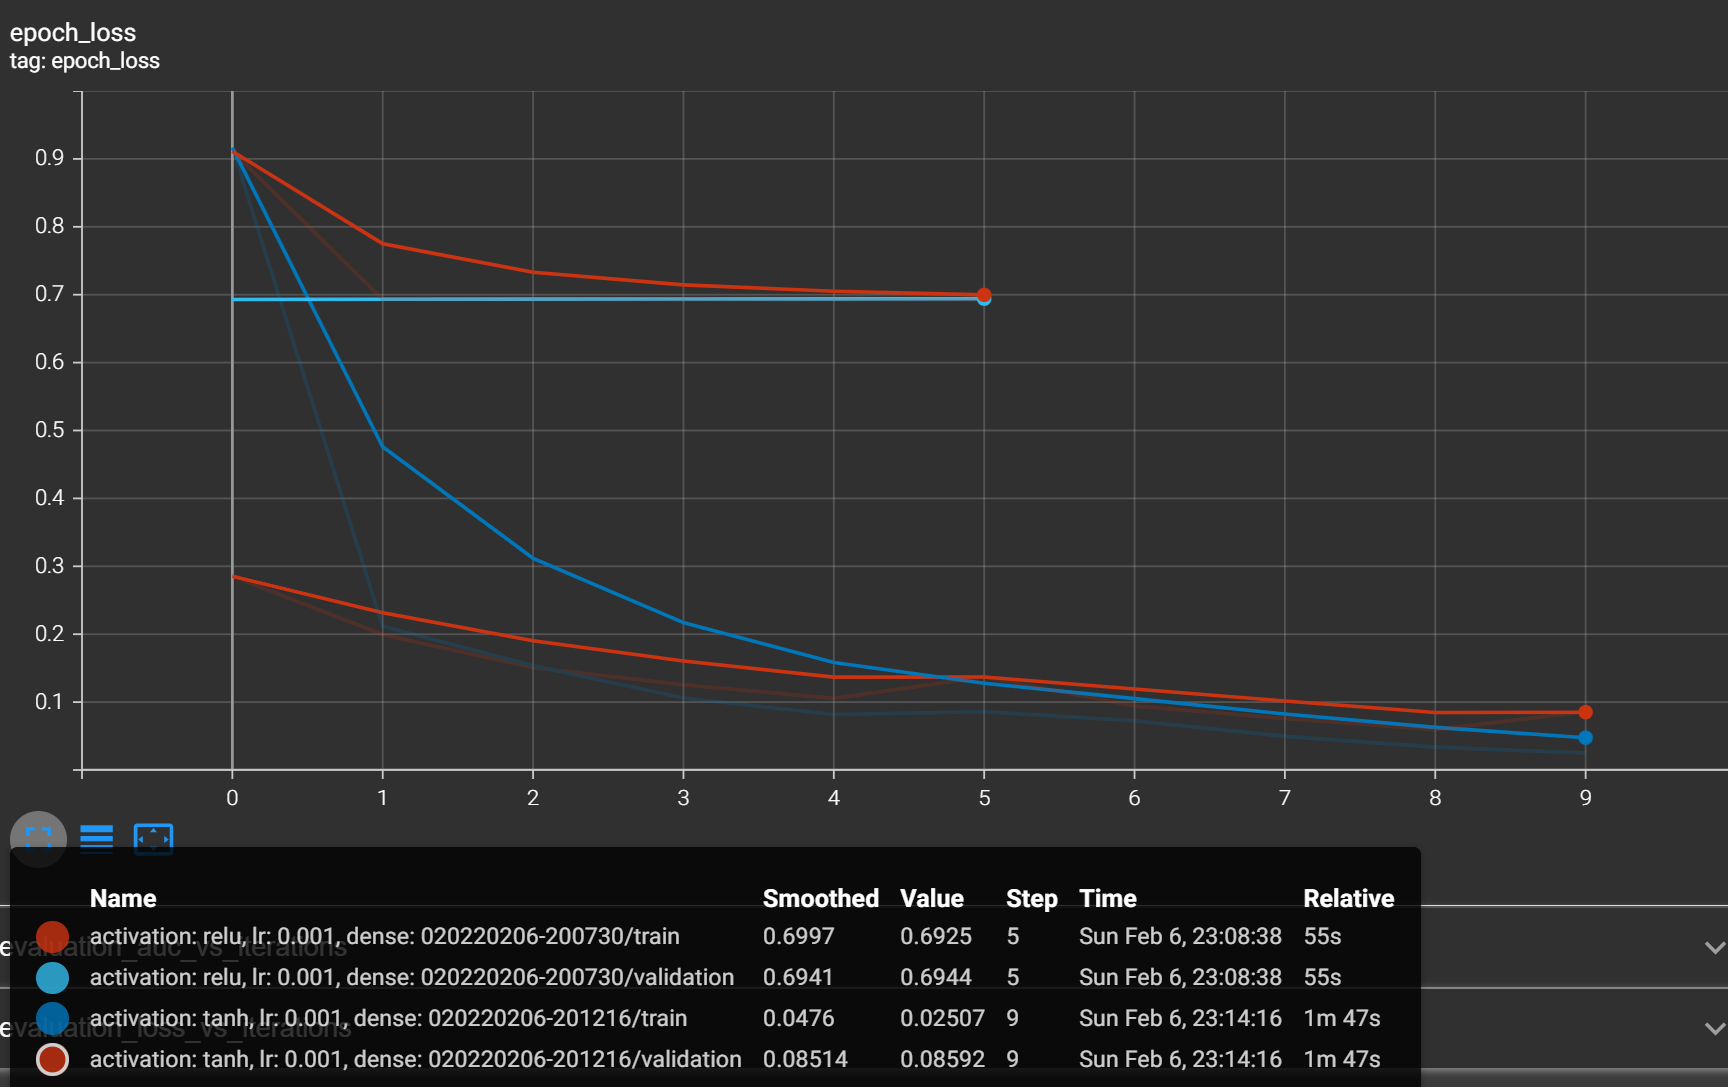 epoch_loss
tag: epoch_loss
0.9
0.8
0.7
0.6
0.5
0.4
0.3
0.2
0.1
0 1 2 3 4 5 6 7 8 9
Name Smoothed Value Step Time Relative
evaluation_auc_vs_iterations
activation: relu, lr: 0.001, dense: 020220206-200730/train 0.6997 0.6925 5 Sun Feb 6, 23:08:38 55s
activation: relu, lr: 0.001, dense: 020220206-200730/validation 0.6941 0.6944 5 Sun Feb 6, 23:08:38 55s
evaluation_loss_vs_iterations
activation: tanh, lr: 0.001, dense: 020220206-201216/train 0.0476 0.02507 9 Sun Feb 6, 23:14:16 1m 47s
activation: tanh, lr: 0.001, dense: 020220206-201216/validation 0.08514 0.08592 9 Sun Feb 6, 23:14:16 1m 47s